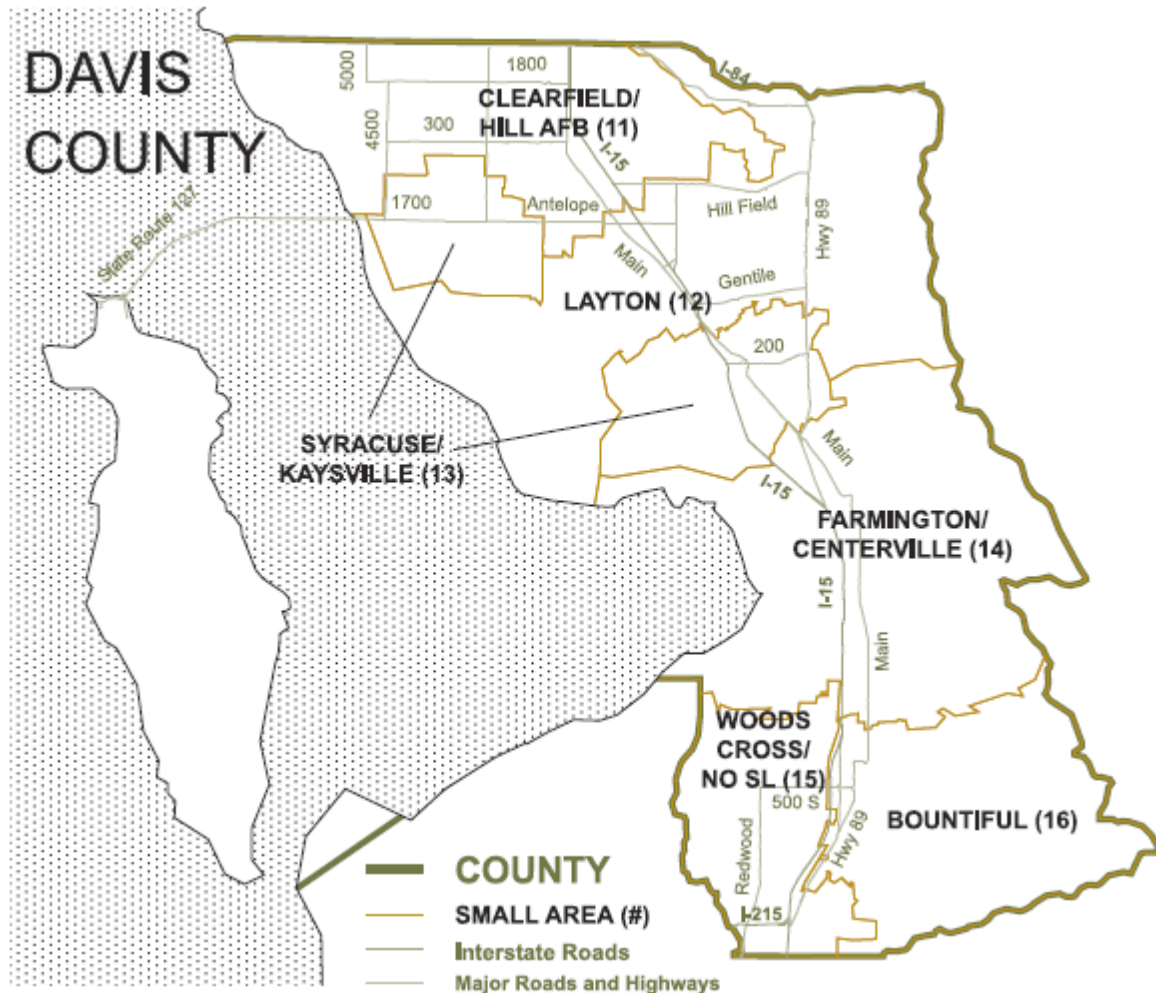 DAVIS
COUNTY
5000
1800
I-84
CLEARFIELD/
HILL AFB (11)
300
4500
I-15
1700
Antelope
Hill Field
Hwy 89
State Route 127
Main
Gentile
LAYTON (12)
200
SYRACUSE/
KAYSVILLE (13)
Main
I-15
FARMINGTON/
CENTERVILLE (14)
I-15
Main
WOODS
CROSS/
NO SL (15)
500 S
BOUNTIFUL (16)
Hwy 89
Redwood
I-215
COUNTY
SMALL AREA (#)
Interstate Roads
Major Roads and Highways